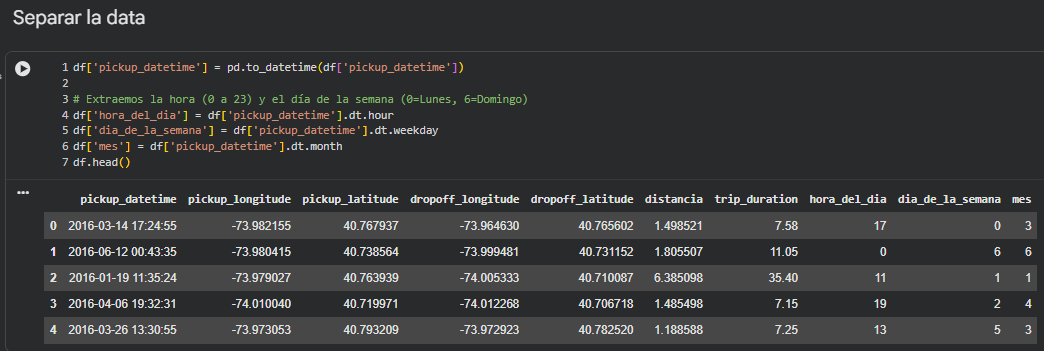 Separar la data
1 df['pickup_datetime'] = pd.to_datetime(df['pickup_datetime'])
2
3 # Extraemos la hora (0 a 23) y el día de la semana (0=Lunes, 6=Domingo)
4 df['hora_del_dia'] = df['pickup_datetime'].dt.hour
5 df['dia_de_la_semana'] = df['pickup_datetime'].dt.weekday
6 df['mes'] = df['pickup_datetime'].dt.month
7 df.head()
pickup_datetime pickup_longitude pickup_latitude dropoff_longitude dropoff_latitude distancia trip_duration hora_del_dia dia_de_la_semana mes
0 2016-03-14 17:24:55 -73.982155 40.767937 -73.964630 40.765602 1.498521 7.58 17 0 3
1 2016-06-12 00:43:35 -73.980415 40.738564 -73.999481 40.731152 1.805507 11.05 0 6 6
2 2016-01-19 11:35:24 -73.979027 40.763939 -74.005333 40.710087 6.385098 35.40 11 1 1
3 2016-04-06 19:32:31 -74.010040 40.719971 -74.012268 40.706718 1.485498 7.15 19 2 4
4 2016-03-26 13:30:55 -73.973053 40.793209 -73.972923 40.782520 1.188588 7.25 13 5 3